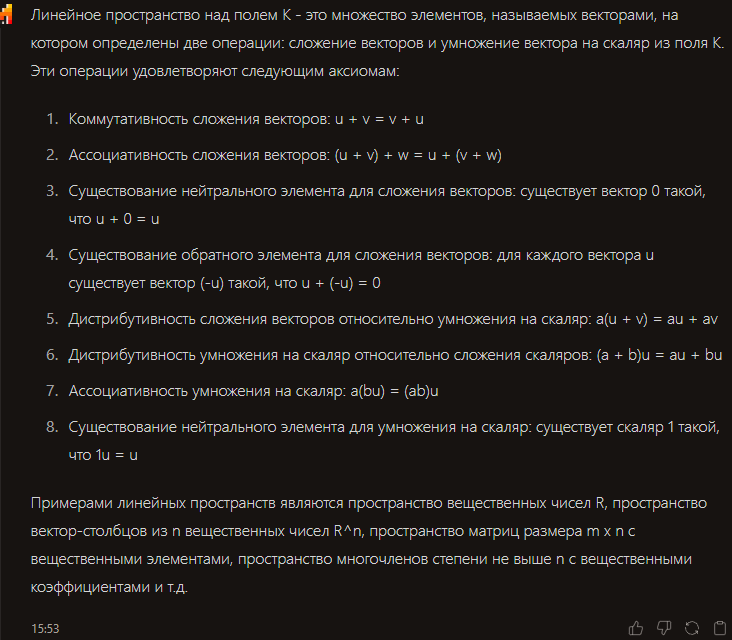 Линейное пространство над полем K - это множество элементов, называемых векторами, на
котором определены две операции: сложение векторов и умножение вектора на скаляр из поля K.
Эти операции удовлетворяют следующим аксиомам:
1. Коммутативность сложения векторов: u + v = v + u
2. Ассоциативность сложения векторов: (u + v) + w = u + (v + w)
3. Существование нейтрального элемента для сложения векторов: существует вектор 0 такой,
что u + 0 = u
4. Существование обратного элемента для сложения векторов: для каждого вектора u
существует вектор (-u) такой, что u + (-u) = 0
5. Дистрибутивность сложения векторов относительно умножения на скаляр: a(u + v) = au + av
6. Дистрибутивность умножения на скаляр относительно сложения скаляров: (a + b)u = au + bu
7. Ассоциативность умножения на скаляр: a(bu) = (ab)u
8. Существование нейтрального элемента для умножения на скаляр: существует скаляр 1 такой,
что 1u = u
Примерами линейных пространств являются пространство вещественных чисел R, пространство
вектор-столбцов из n вещественных чисел R^n, пространство матриц размера m x n с
вещественными элементами, пространство многочленов степени не выше n с вещественными
коэффициентами и т.д.
15:53